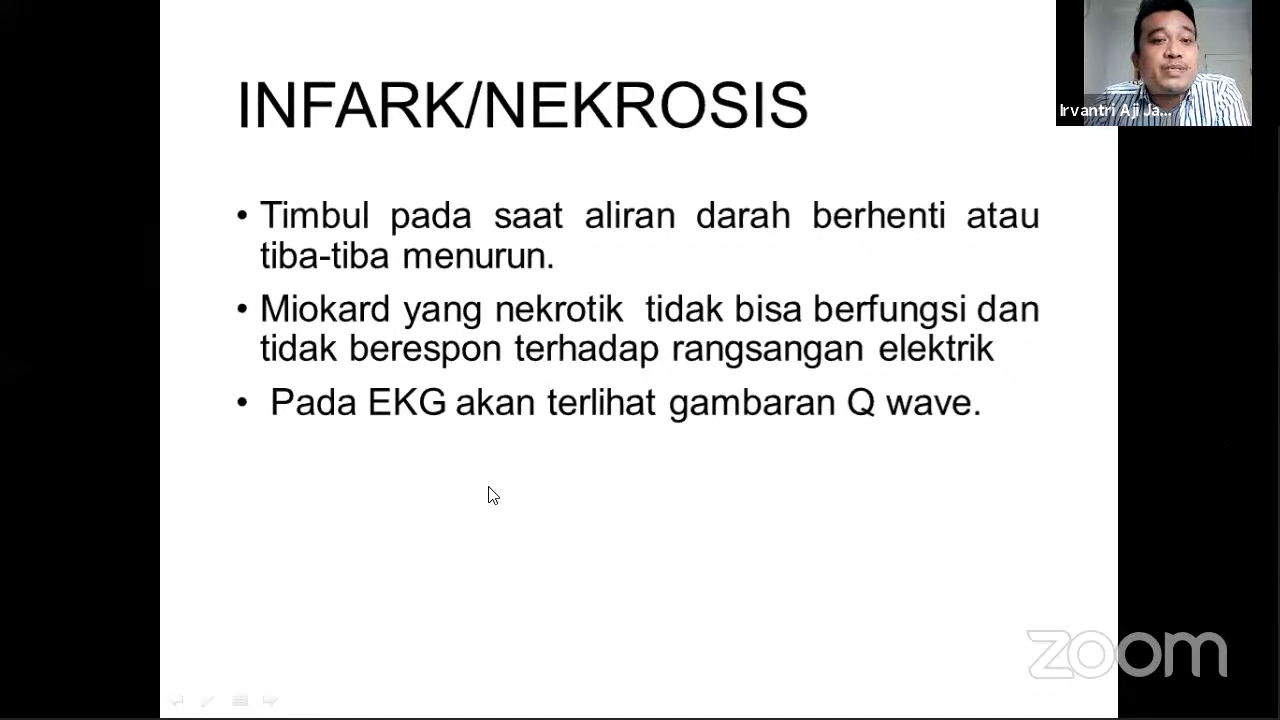 INFARK/NEKROSIS
Irvantri Aji Ja...
• Timbul pada saat aliran darah berhenti atau
tiba-tiba menurun.
• Miokard yang nekrotik tidak bisa berfungsi dan
tidak berespon terhadap rangsangan elektrik
• Pada EKG akan terlihat gambaran Q wave.
zoom